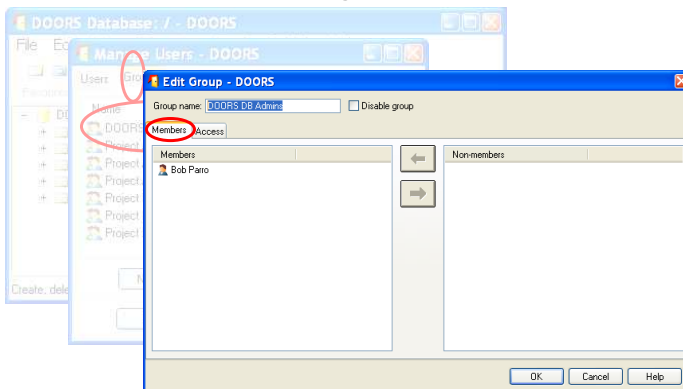 DOORS Database: / - DOORS
File
Manage Users - DOORS
Users
Edit Group - DOORS
Group name: DOORS DB Admins
Disable group
Name
DOORS
Members
Access
Project
Project
Project
Project
Project
Project
Members
Non-members
Bob Parro
Create, dele
OK
Cancel
Help